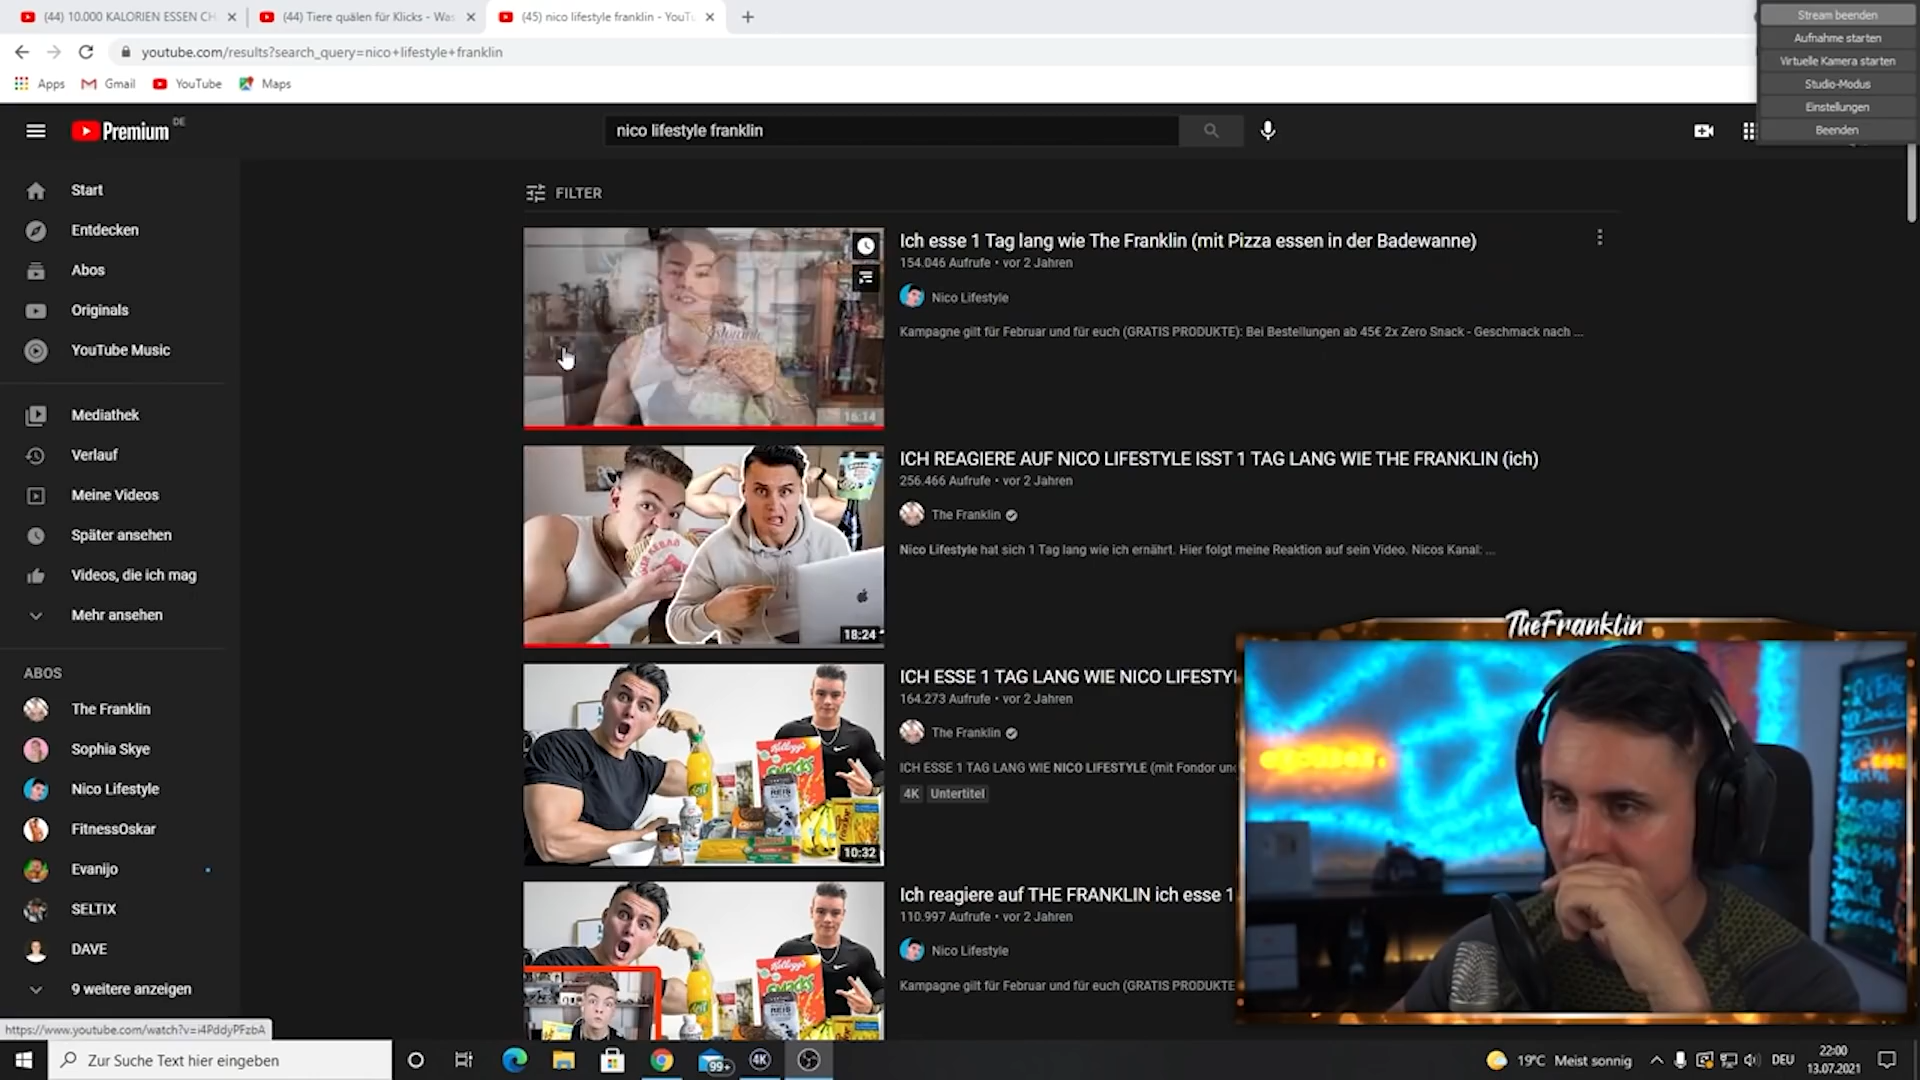 (44) 10.000 KALORIEN ESSEN CH
(44) Tiere quälen für Klicks - Was
(45) nico lifestyle franklin - YouTu
Stream beenden
Aufnahme starten
Virtuelle Kamera starten
Studio-Modus
Einstellungen
Beenden
youtube.com/results?search_query=nico+lifestyle+franklin
Apps
Gmail
YouTube
Maps
Premium DE
nico lifestyle franklin
Start
Entdecken
Abos
Originals
YouTube Music
Mediathek
Verlauf
Meine Videos
Später ansehen
Videos, die ich mag
Mehr ansehen
ABOS
The Franklin
Sophia Skye
Nico Lifestyle
FitnessOskar
Evanijo
SELTIX
DAVE
9 weitere anzeigen
FILTER
16:14
Ich esse 1 Tag lang wie The Franklin (mit Pizza essen in der Badewanne)
154.046 Aufrufe • vor 2 Jahren
Nico Lifestyle
Kampagne gilt für Februar und für euch (GRATIS PRODUKTE): Bei Bestellungen ab 45€ 2x Zero Snack - Geschmack nach ...
KEBAB
18:24
ICH REAGIERE AUF NICO LIFESTYLE ISST 1 TAG LANG WIE THE FRANKLIN (ich)
256.466 Aufrufe • vor 2 Jahren
The Franklin
Nico Lifestyle hat sich 1 Tag lang wie ich ernährt. Hier folgt meine Reaktion auf sein Video. Nicos Kanal: ...
Kellogg's
SMACKS
REIS
10:32
ICH ESSE 1 TAG LANG WIE NICO LIFESTYL
164.273 Aufrufe • vor 2 Jahren
The Franklin
ICH ESSE 1 TAG LANG WIE NICO LIFESTYLE (mit Fondor und
4K
Untertitel
Kellogg's
SMACKS
REIS
Ich reagiere auf THE FRANKLIN ich esse 1
110.997 Aufrufe • vor 2 Jahren
Nico Lifestyle
Kampagne gilt für Februar und für euch (GRATIS PRODUKTE
TheFranklin
https://www.youtube.com/watch?v=i4PddyPFzbA
Zur Suche Text hier eingeben
99+
4K
19°C Meist sonnig
DEU
22:00
13.07.2021